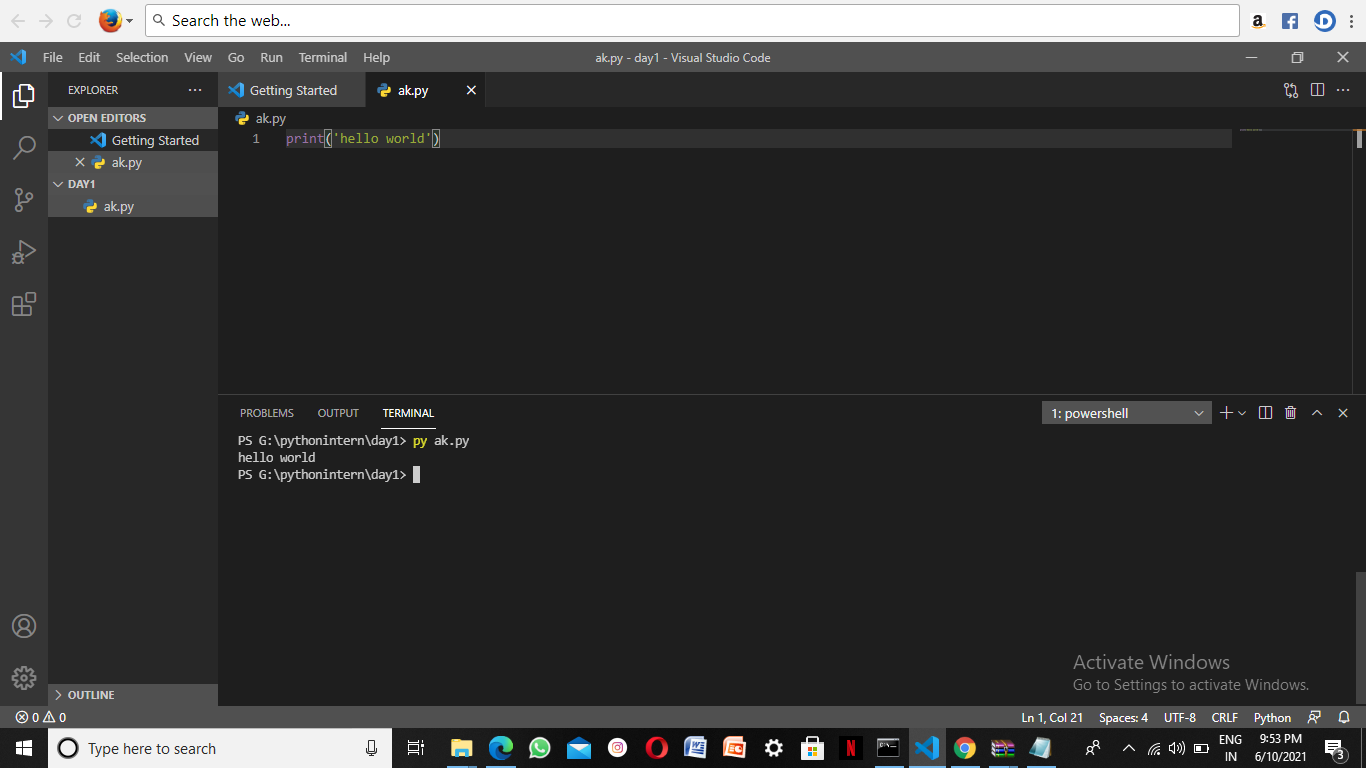 Search the web...
File Edit Selection View Go Run Terminal Help
ak.py - day1 - Visual Studio Code
EXPLORER
Getting Started
ak.py
OPEN EDITORS
Getting Started
ak.py
DAY1
ak.py
OUTLINE
ak.py
1 print('hello world')
PROBLEMS OUTPUT TERMINAL
1: powershell
PS G:\pythonintern\day1> py ak.py
hello world
PS G:\pythonintern\day1>
Activate Windows
Go to Settings to activate Windows.
0 0
Ln 1, Col 21 Spaces: 4 UTF-8 CRLF Python
Type here to search
ENG
IN
9:53 PM
6/10/2021
3